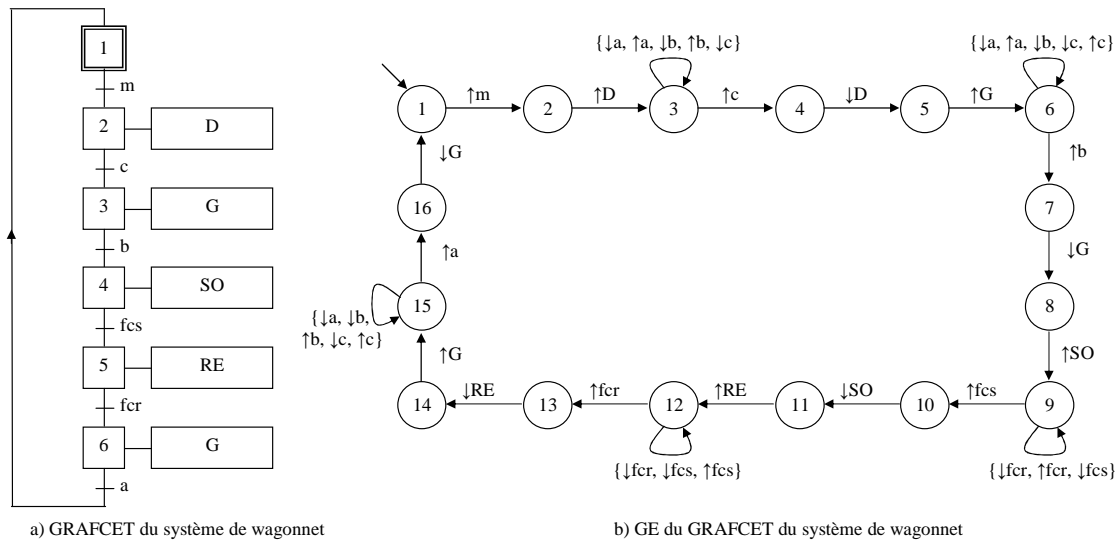 1
m
2 D
c
3 G
b
4 SO
fcs
5 RE
fcr
6 G
a
a) GRAFCET du système de wagonnet
{↓a, ↑a, ↓b, ↑b, ↓c}
{↓a, ↑a, ↓b, ↓c, ↑c}
1 ↑m 2 ↑D 3 ↑c 4 ↓D 5 ↑G 6
↓G ↑b
16 7
↑a ↓G
15 8
{↓a, ↓b,
↑b, ↓c, ↑c}
↑G ↑SO
14 ↓RE 13 ↑fcr 12 ↑RE 11 ↓SO 10 ↑fcs 9
{↓fcr, ↓fcs, ↑fcs}
{↓fcr, ↑fcr, ↓fcs}
b) GE du GRAFCET du système de wagonnet